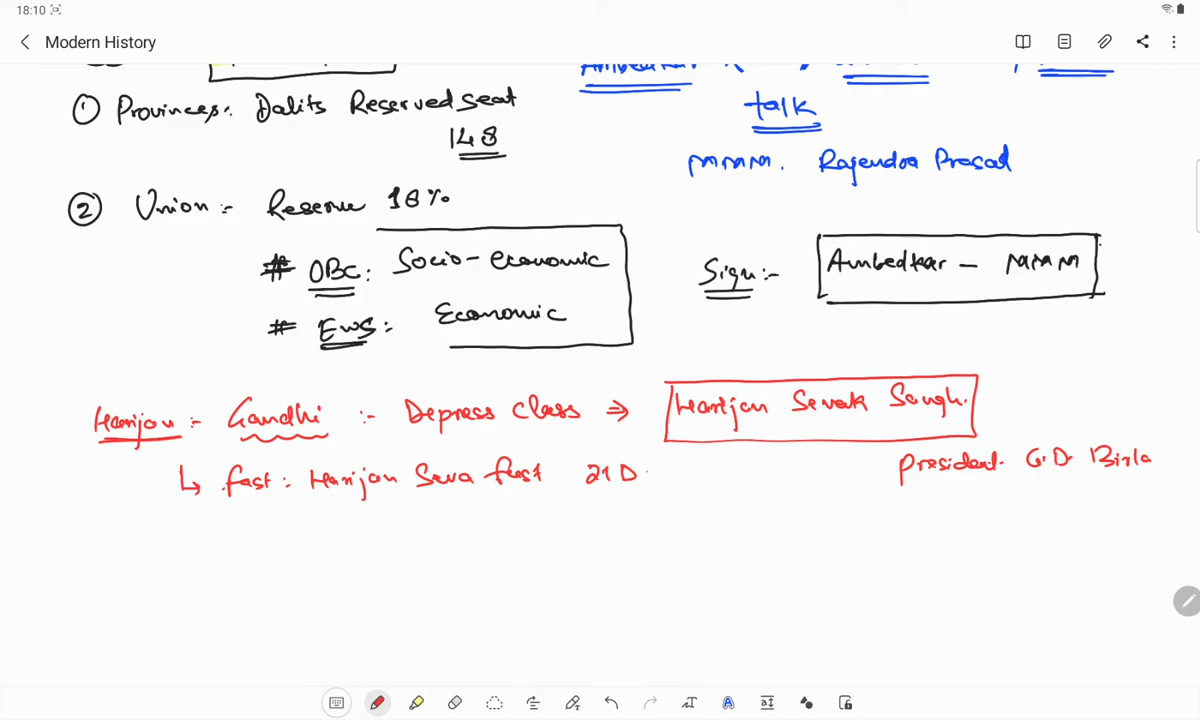 18:10
Modern History
Ambedkar
talk
① Provinces:- Dalits Reserved seat
148
MMM. Rajendra Prasad
② Union :- Reserve 18%
# OBC: Socio-economic
# EWS: Economic
Sign:- Ambedkar - MMM
Harijan :- Gandhi :- Depress Class ⇒ Harijan Sevak Sangh.
President. G.D. Birla
↳ fast: Harijan Seva fast 21 D.